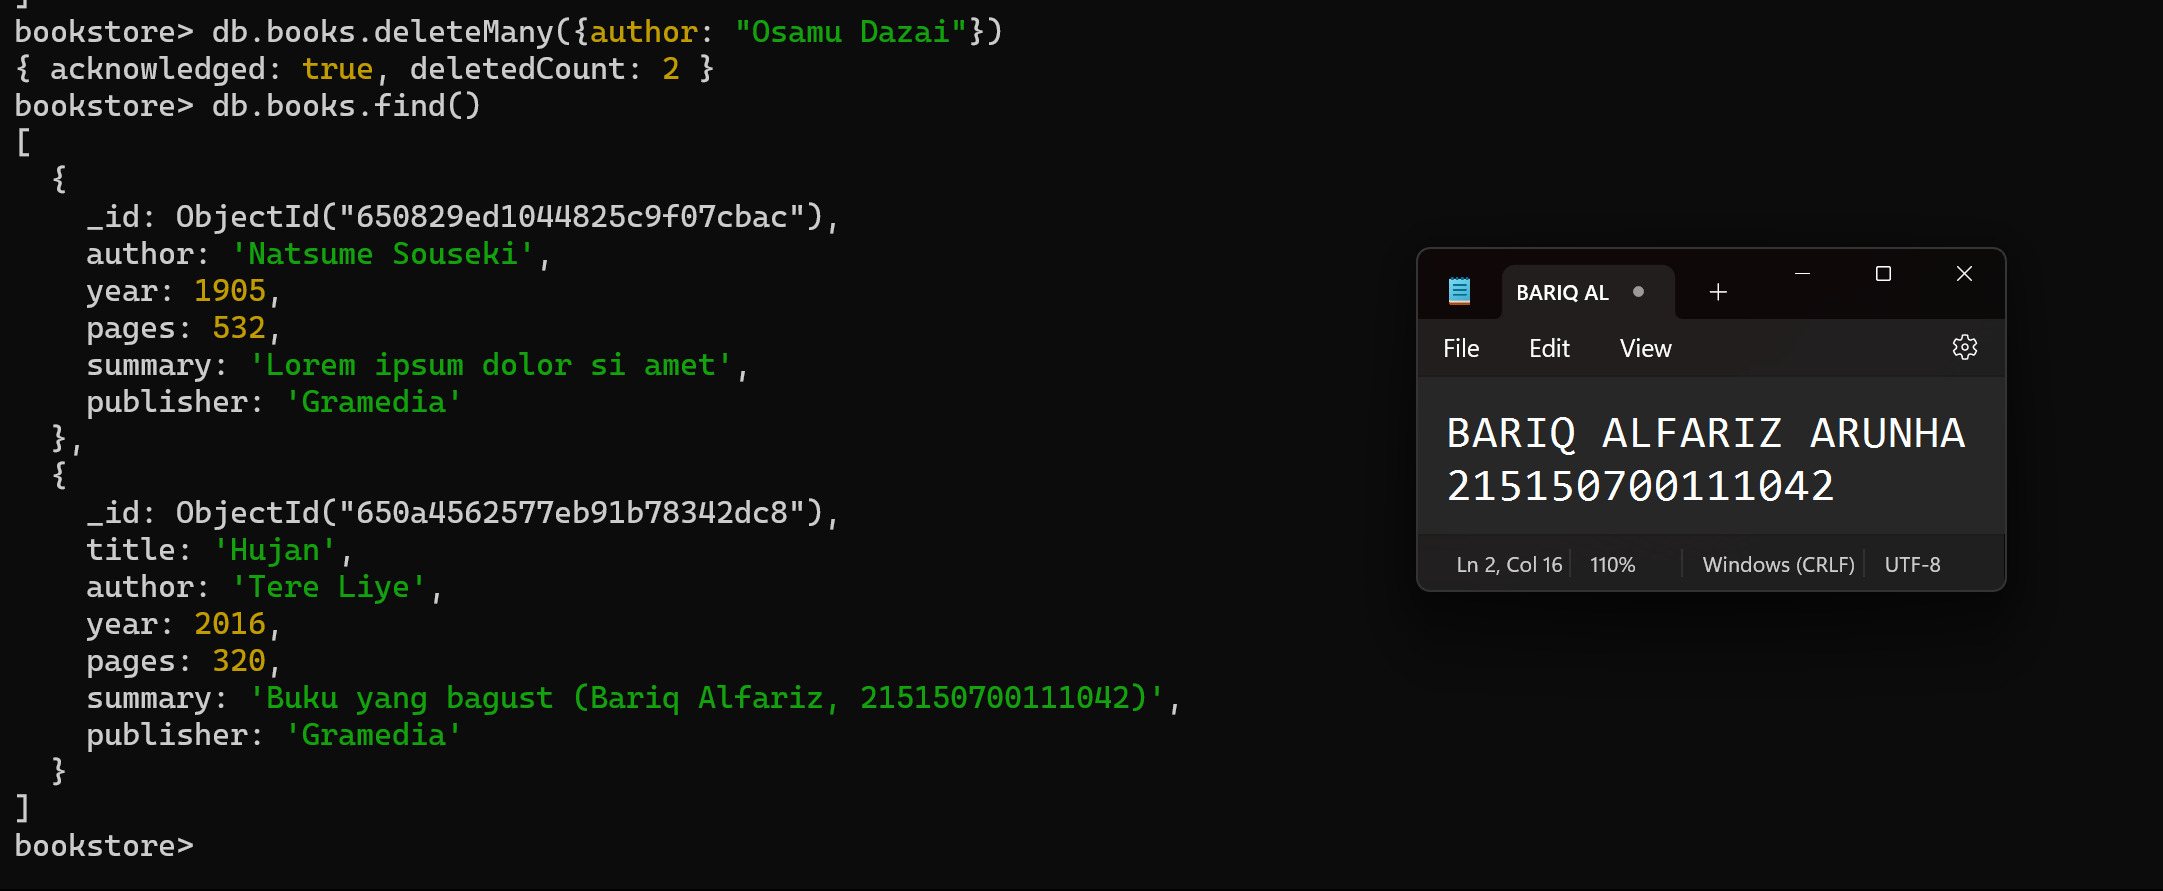 ]
bookstore> db.books.deleteMany({author: "Osamu Dazai"})
{ acknowledged: true, deletedCount: 2 }
bookstore> db.books.find()
[
  {
    _id: ObjectId("650829ed1044825c9f07cbac"),
    author: 'Natsume Souseki',
    year: 1905,
    pages: 532,
    summary: 'Lorem ipsum dolor si amet',
    publisher: 'Gramedia'
  },
  {
    _id: ObjectId("650a4562577eb91b78342dc8"),
    title: 'Hujan',
    author: 'Tere Liye',
    year: 2016,
    pages: 320,
    summary: 'Buku yang bagust (Bariq Alfariz, 215150700111042)',
    publisher: 'Gramedia'
  }
]
bookstore>
BARIQ AL
File Edit View
BARIQ ALFARIZ ARUNHA
215150700111042
Ln 2, Col 16 110% Windows (CRLF) UTF-8